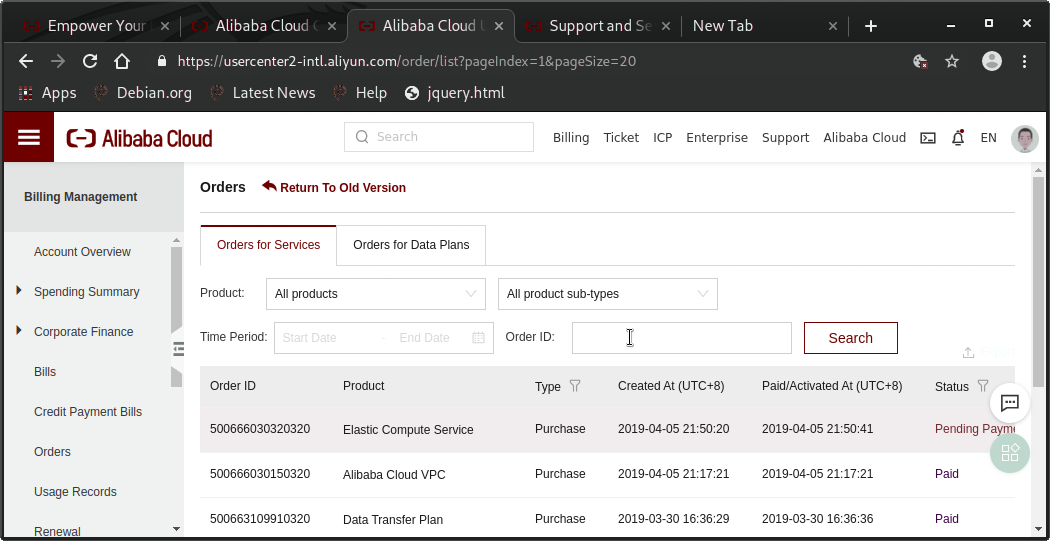 Empower Your
Alibaba Cloud
Alibaba Cloud
Support and Se
New Tab
https://usercenter2-intl.aliyun.com/order/list?pageIndex=1&pageSize=20
Apps
Debian.org
Latest News
Help
jquery.html
Alibaba Cloud
Search
Billing
Ticket
ICP
Enterprise
Support
Alibaba Cloud
EN
Billing Management
Account Overview
Spending Summary
Corporate Finance
Bills
Credit Payment Bills
Orders
Usage Records
Renewal
Orders
Return To Old Version
Orders for Services
Orders for Data Plans
Product: All products All product sub-types
Time Period: Start Date - End Date Order ID: Search
Order ID Product Type Created At (UTC+8) Paid/Activated At (UTC+8) Status
500666030320320 Elastic Compute Service Purchase 2019-04-05 21:50:20 2019-04-05 21:50:41 Pending Payme
500666030150320 Alibaba Cloud VPC Purchase 2019-04-05 21:17:21 2019-04-05 21:17:21 Paid
500663109910320 Data Transfer Plan Purchase 2019-03-30 16:36:29 2019-03-30 16:36:36 Paid